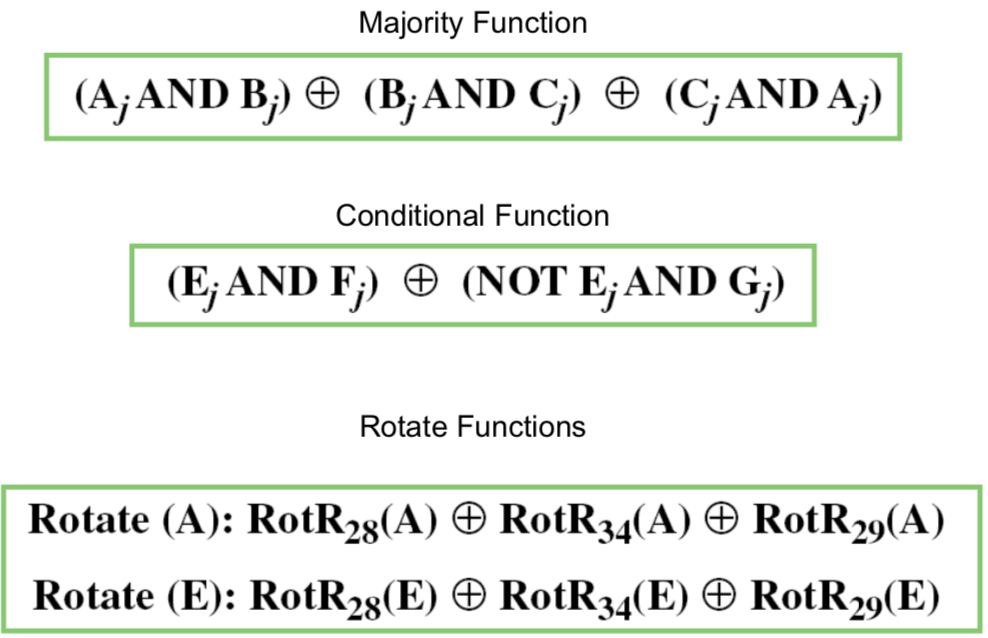 Majority Function
(Aj AND Bj) ⊕ (Bj AND Cj) ⊕ (Cj AND Aj)
Conditional Function
(Ej AND Fj) ⊕ (NOT Ej AND Gj)
Rotate Functions
Rotate (A): RotR28(A) ⊕ RotR34(A) ⊕ RotR29(A)
Rotate (E): RotR28(E) ⊕ RotR34(E) ⊕ RotR29(E)